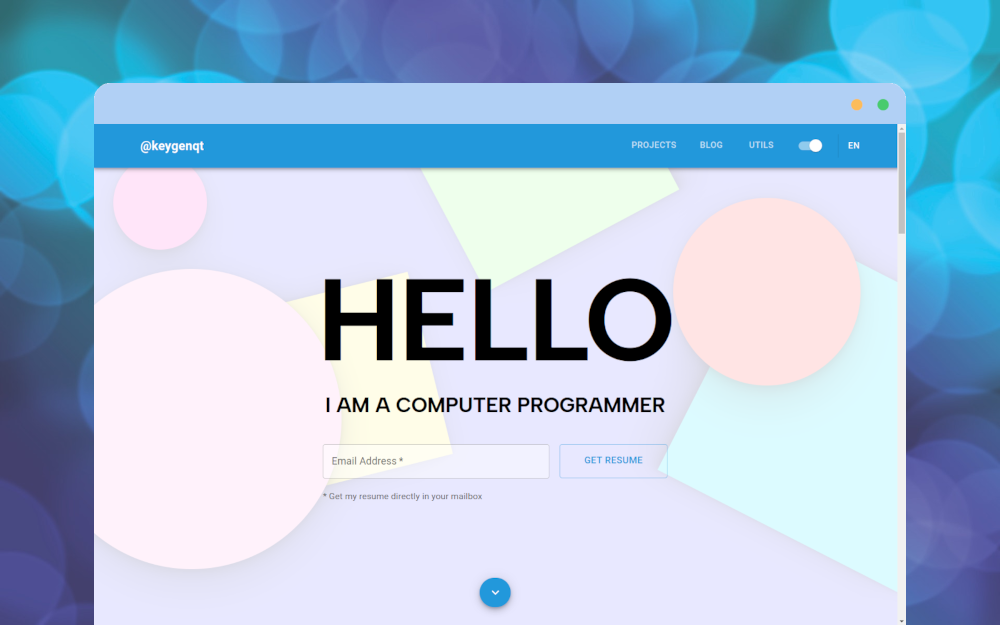 @keygenqt
PROJECTS BLOG UTILS EN
HELLO
I AM A COMPUTER PROGRAMMER
Email Address * GET RESUME
* Get my resume directly in your mailbox